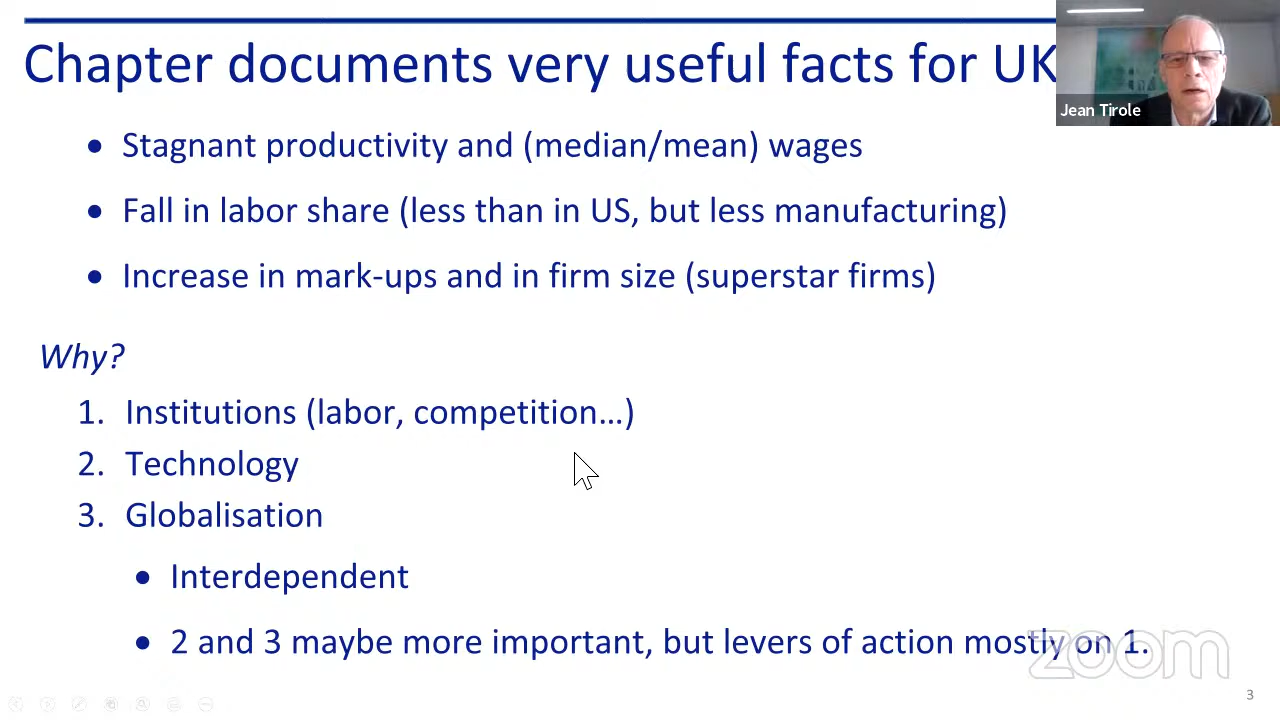 Chapter documents very useful facts for UK
Jean Tirole
• Stagnant productivity and (median/mean) wages
• Fall in labor share (less than in US, but less manufacturing)
• Increase in mark-ups and in firm size (superstar firms)
Why?
1. Institutions (labor, competition...)
2. Technology
3. Globalisation
• Interdependent
• 2 and 3 maybe more important, but levers of action mostly on 1.
zoom
3